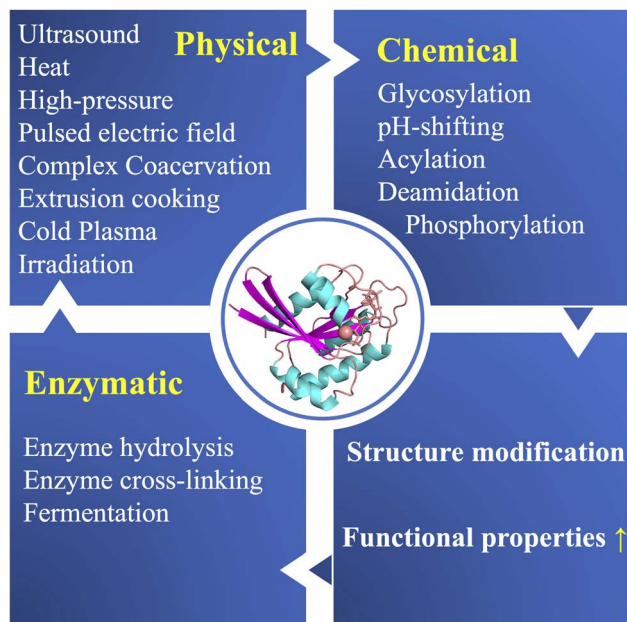 Physical
Ultrasound
Heat
High-pressure
Pulsed electric field
Complex Coacervation
Extrusion cooking
Cold Plasma
Irradiation
Chemical
Glycosylation
pH-shifting
Acylation
Deamidation
Phosphorylation
Enzymatic
Enzyme hydrolysis
Enzyme cross-linking
Fermentation
Structure modification
Functional properties ↑